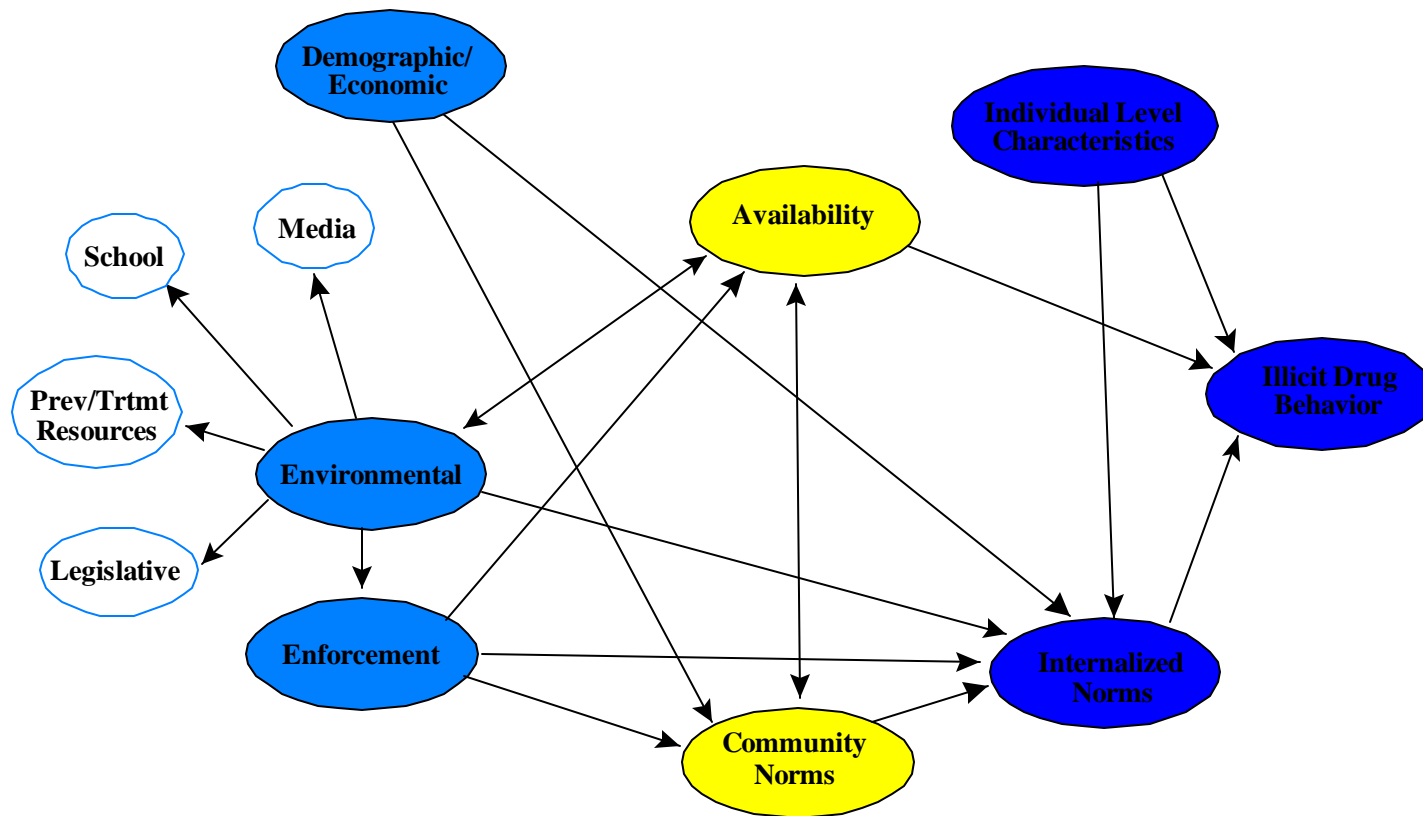 Demographic/
Economic
Individual Level
Characteristics
Availability
Media
School
Illicit Drug
Behavior
Prev/Trtmt
Resources
Environmental
Legislative
Enforcement
Internalized
Norms
Community
Norms